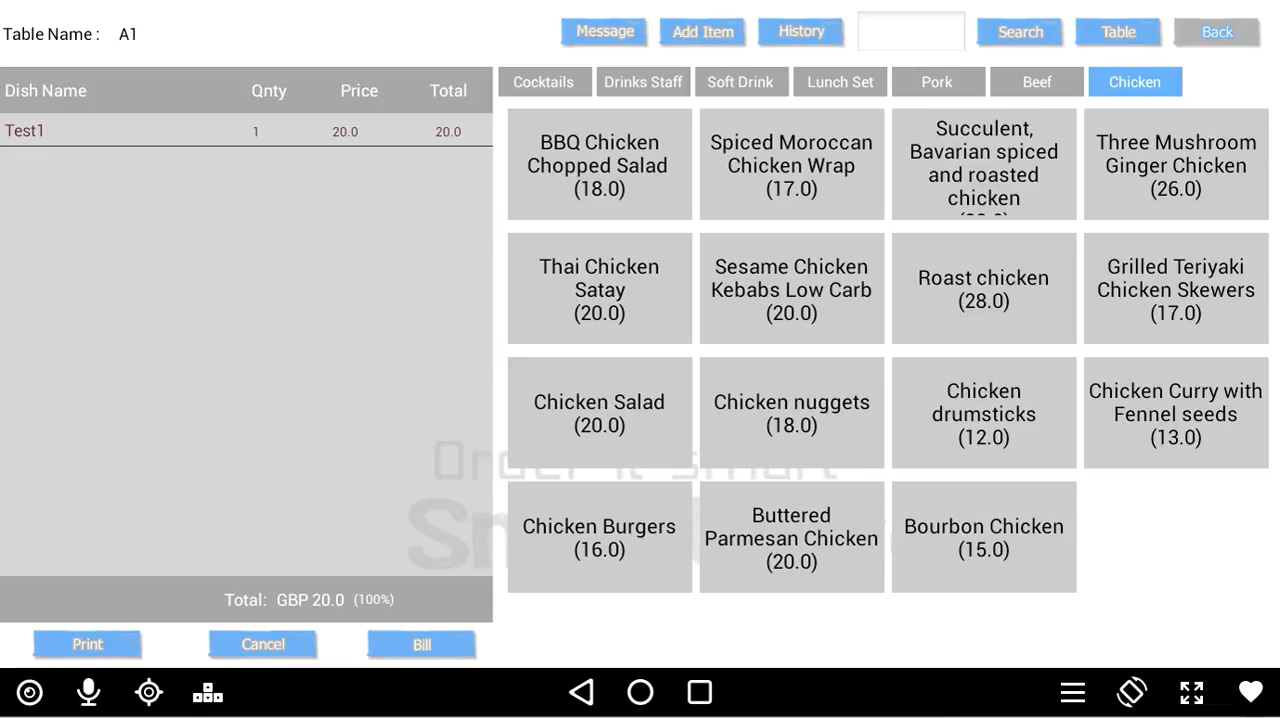 Table Name : A1
Message
Add Item
History
Search
Table
Back
Dish Name Qnty Price Total
Test1 1 20.0 20.0
Cocktails
Drinks Staff
Soft Drink
Lunch Set
Pork
Beef
Chicken
BBQ Chicken
Chopped Salad
(18.0)
Spiced Moroccan
Chicken Wrap
(17.0)
Succulent,
Bavarian spiced
and roasted
chicken
Three Mushroom
Ginger Chicken
(26.0)
Thai Chicken
Satay
(20.0)
Sesame Chicken
Kebabs Low Carb
(20.0)
Roast chicken
(28.0)
Grilled Teriyaki
Chicken Skewers
(17.0)
Chicken Salad
(20.0)
Chicken nuggets
(18.0)
Chicken
drumsticks
(12.0)
Chicken Curry with
Fennel seeds
(13.0)
Chicken Burgers
(16.0)
Buttered
Parmesan Chicken
(20.0)
Bourbon Chicken
(15.0)
Total: GBP 20.0 (100%)
Print
Cancel
Bill